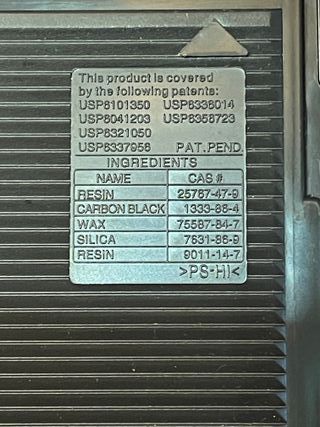 This product is covered
by the following patents:
USP6101350 USP6336014
USP6041203 USP6358723
USP6321050
USP6337956 PAT.PEND.
INGREDIENTS
NAME CAS #
RESIN 25767-47-9
CARBON BLACK 1333-86-4
WAX 75587-84-7
SILICA 7631-86-9
RESIN 9011-14-7
>PS-HI<